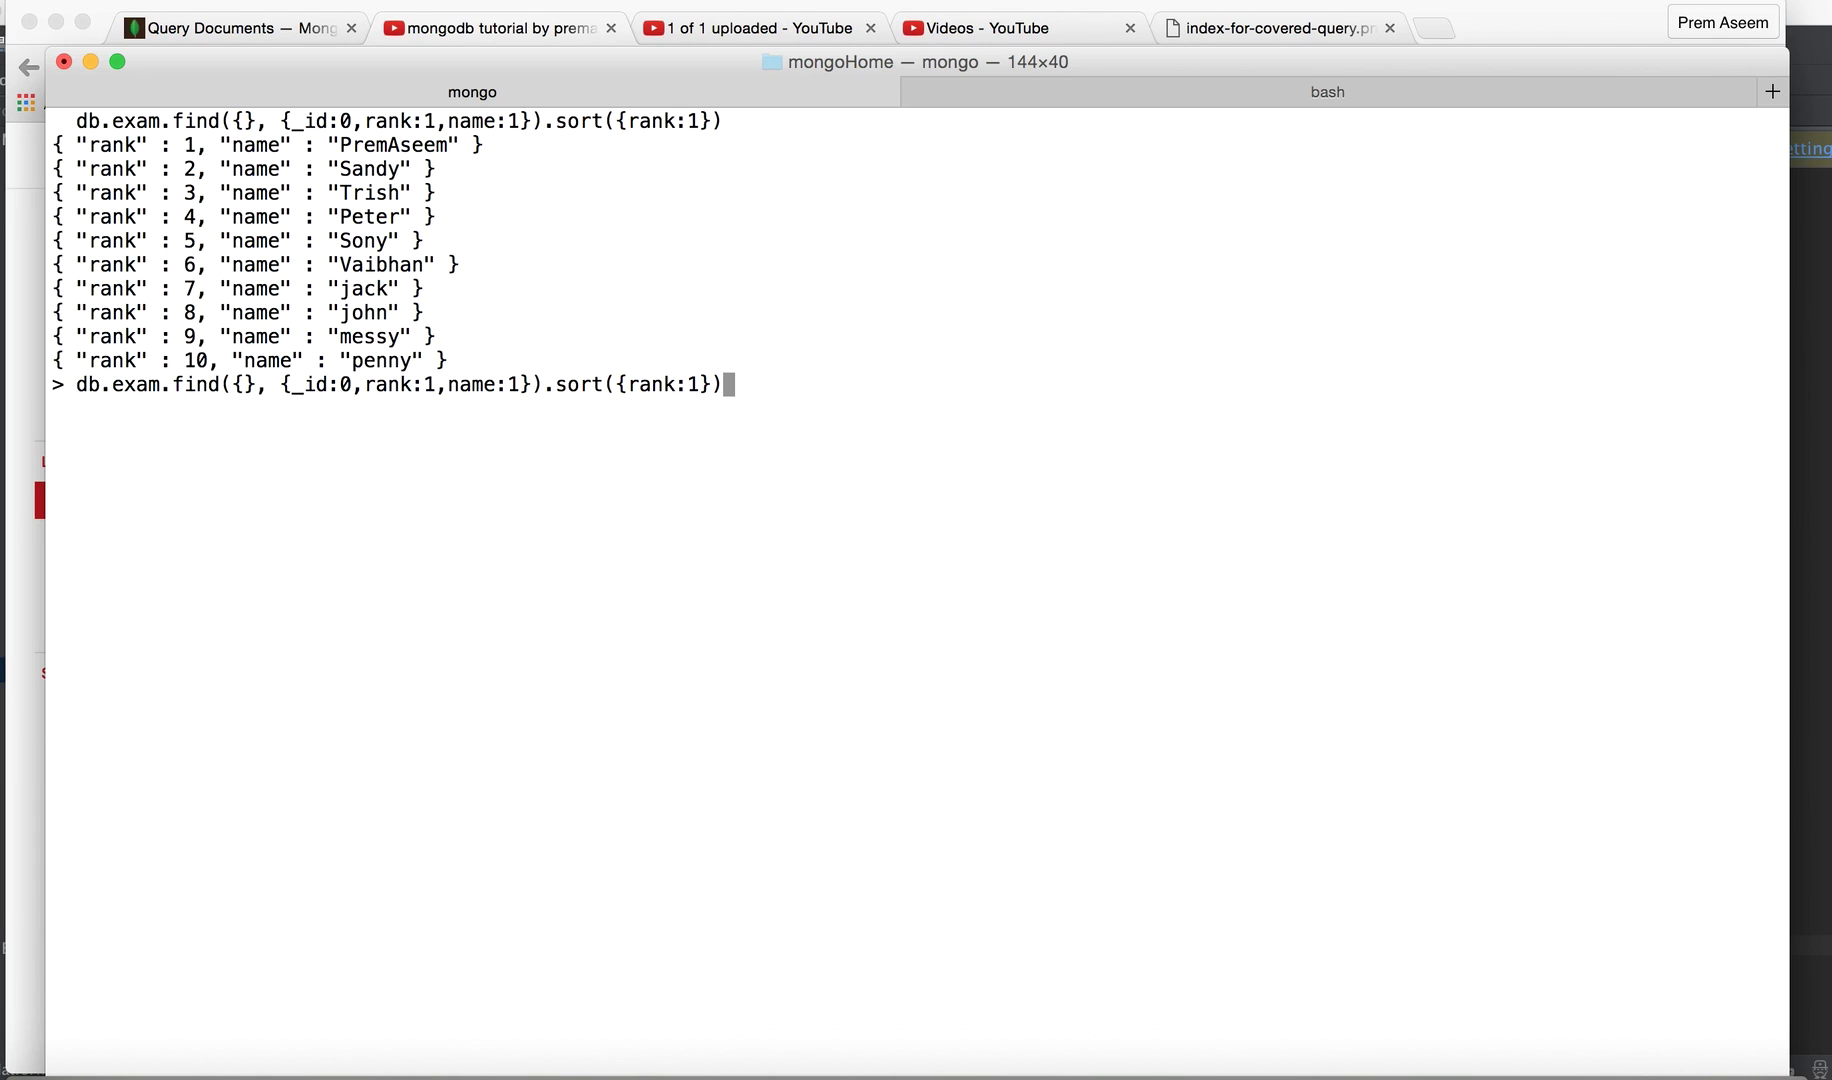 Query Documents — Mong
mongodb tutorial by prema
1 of 1 uploaded - YouTube
Videos - YouTube
index-for-covered-query.pn
Prem Aseem
mongoHome — mongo — 144×40
mongo
bash
db.exam.find({}, {_id:0,rank:1,name:1}).sort({rank:1})
{ "rank" : 1, "name" : "PremAseem" }
{ "rank" : 2, "name" : "Sandy" }
{ "rank" : 3, "name" : "Trish" }
{ "rank" : 4, "name" : "Peter" }
{ "rank" : 5, "name" : "Sony" }
{ "rank" : 6, "name" : "Vaibhan" }
{ "rank" : 7, "name" : "jack" }
{ "rank" : 8, "name" : "john" }
{ "rank" : 9, "name" : "messy" }
{ "rank" : 10, "name" : "penny" }
> db.exam.find({}, {_id:0,rank:1,name:1}).sort({rank:1})